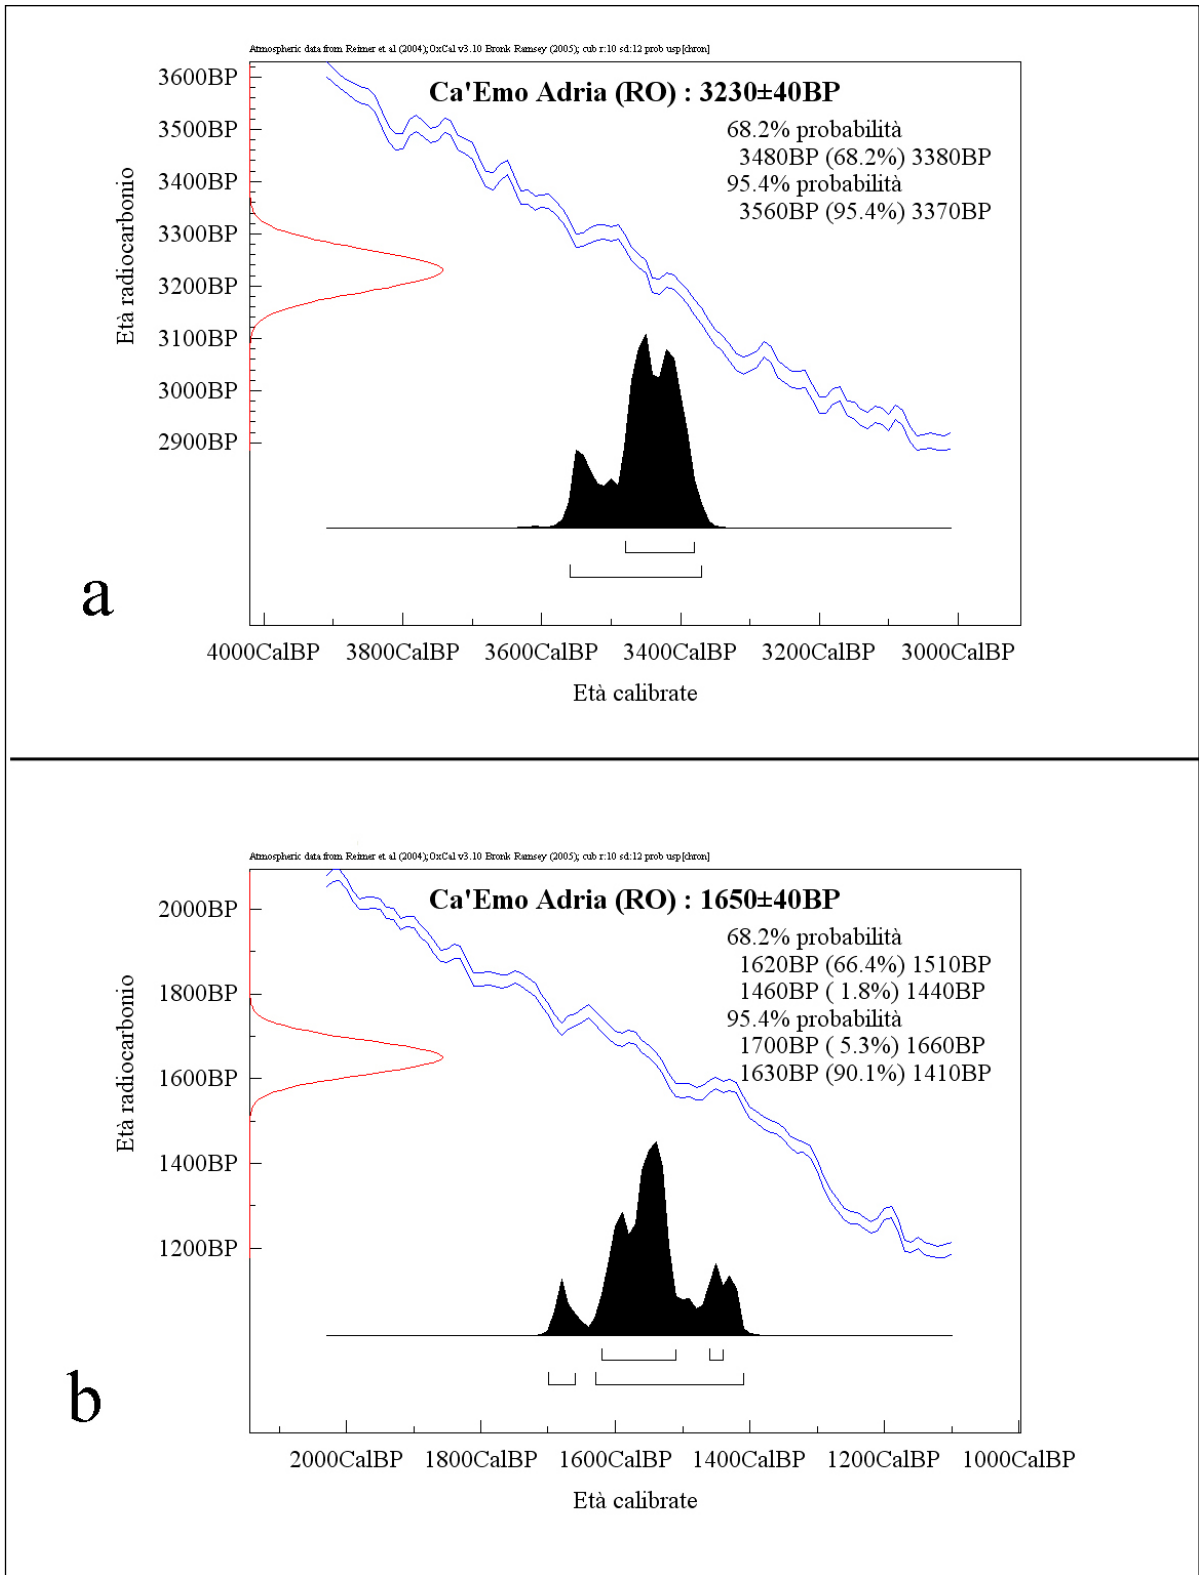 Atmospheric data from Reimer et al (2004);OxCal v3.10 Bronk Ramsey (2005); cub r:10 sd:12 prob usp[chron]
Ca'Emo Adria (RO) : 3230±40BP
68.2% probabilità
3480BP (68.2%) 3380BP
95.4% probabilità
3560BP (95.4%) 3370BP
3600BP
3500BP
3400BP
3300BP
3200BP
3100BP
3000BP
2900BP
Età radiocarbonio
a
4000CalBP 3800CalBP 3600CalBP 3400CalBP 3200CalBP 3000CalBP
Età calibrate
Atmospheric data from Reimer et al (2004);OxCal v3.10 Bronk Ramsey (2005); cub r:10 sd:12 prob usp[chron]
Ca'Emo Adria (RO) : 1650±40BP
68.2% probabilità
1620BP (66.4%) 1510BP
1460BP ( 1.8%) 1440BP
95.4% probabilità
1700BP ( 5.3%) 1660BP
1630BP (90.1%) 1410BP
2000BP
1800BP
1600BP
1400BP
1200BP
Età radiocarbonio
b
2000CalBP 1800CalBP 1600CalBP 1400CalBP 1200CalBP 1000CalBP
Età calibrate